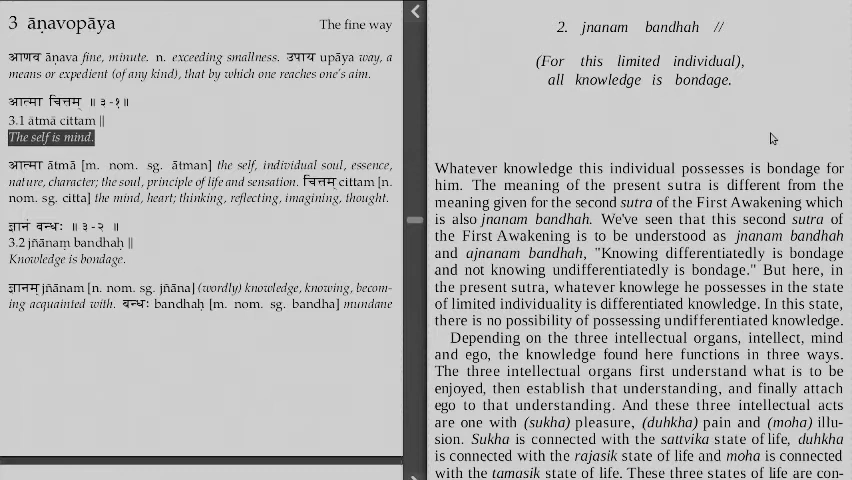 3 āṇavopāya
The fine way
आणव āṇava fine, minute. n. exceeding smallness. उपाय upāya way, a
means or expedient (of any kind), that by which one reaches one's aim.
आत्मा चित्तम् ॥ ३ -१॥
3.1 ātmā cittam ||
The self is mind.
आत्मा ātmā [m. nom. sg. ātman] the self, individual soul, essence,
nature, character; the soul, principle of life and sensation. चित्तम् cittam [n.
nom. sg. citta] the mind, heart; thinking, reflecting, imagining, thought.
ज्ञानं बन्धः ॥ ३ -२ ॥
3.2 jñānaṃ bandhaḥ ||
Knowledge is bondage.
ज्ञानम् jñānam [n. nom. sg. jñāna] (wordly) knowledge, knowing, becom-
ing acquainted with. बन्धः bandhaḥ [m. nom. sg. bandha] mundane
2. jnanam bandhah //
(For this limited individual),
all knowledge is bondage.
Whatever knowledge this individual possesses is bondage for
him. The meaning of the present sutra is different from the
meaning given for the second sutra of the First Awakening which
is also jnanam bandhah. We've seen that this second sutra of
the First Awakening is to be understood as jnanam bandhah
and ajnanam bandhah, "Knowing differentiatedly is bondage
and not knowing undifferentiatedly is bondage." But here, in
the present sutra, whatever knowlege he possesses in the state
of limited individuality is differentiated knowledge. In this state,
there is no possibility of possessing undifferentiated knowledge.
Depending on the three intellectual organs, intellect, mind
and ego, the knowledge found here functions in three ways.
The three intellectual organs first understand what is to be
enjoyed, then establish that understanding, and finally attach
ego to that understanding. And these three intellectual acts
are one with (sukha) pleasure, (duhkha) pain and (moha) illu-
sion. Sukha is connected with the sattvika state of life, duhkha
is connected with the rajasik state of life and moha is connected
with the tamasik state of life. These three states of life are con-